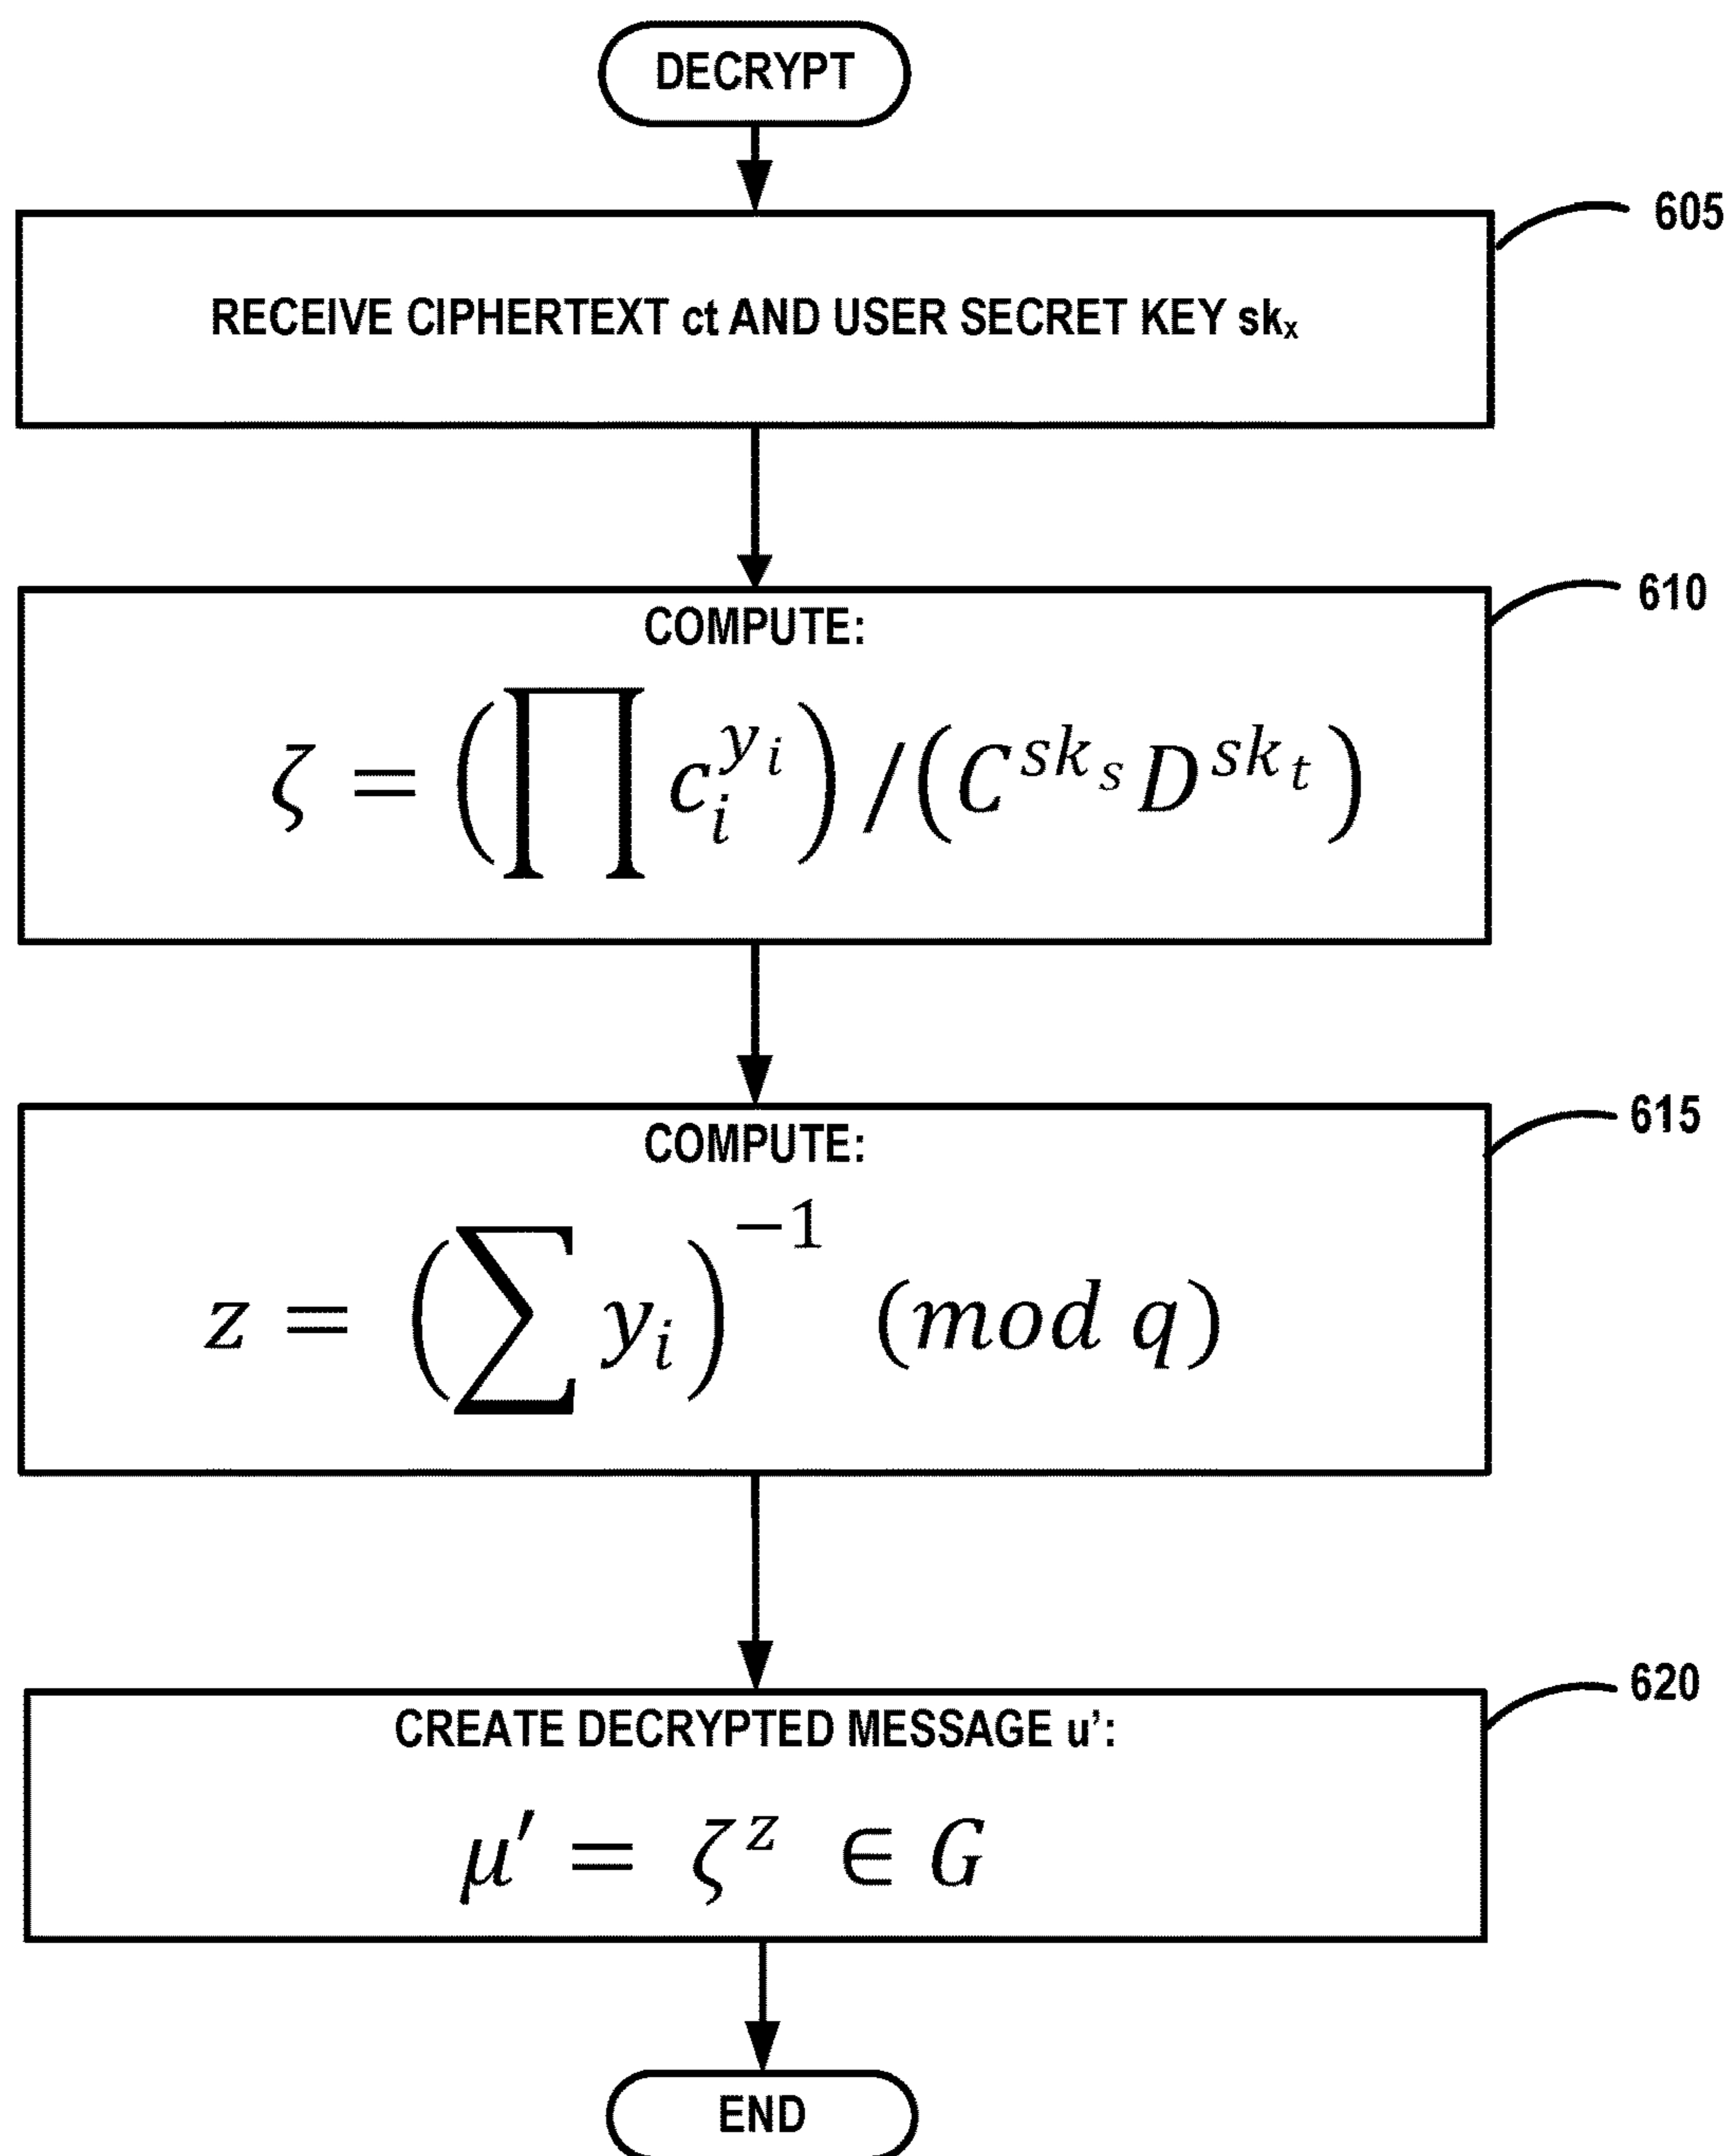 DECRYPT
605
RECEIVE CIPHERTEXT ct AND USER SECRET KEY skₓ
610
COMPUTE:
ζ = (∏ c_i^{y_i}) / (C^{sk_s} D^{sk_t})
615
COMPUTE:
z = (∑ y_i)^{-1} (mod q)
620
CREATE DECRYPTED MESSAGE u’:
μ′ = ζ^z ∈ G
END